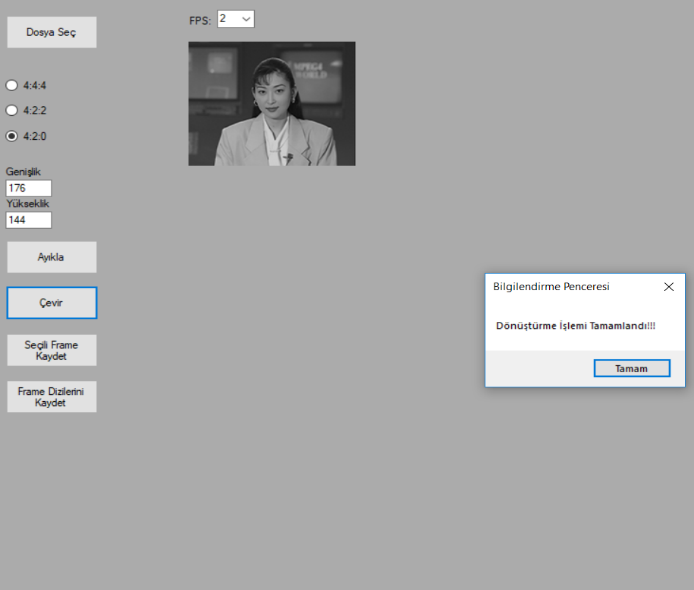 Dosya Seç
FPS: 2
MPEG4
WORLD
4:4:4
4:2:2
4:2:0
Genişlik
176
Yükseklik
144
Ayıkla
Çevir
Seçili Frame
Kaydet
Frame Dizilerini
Kaydet
Bilgilendirme Penceresi
Dönüştürme İşlemi Tamamlandı!!!
Tamam